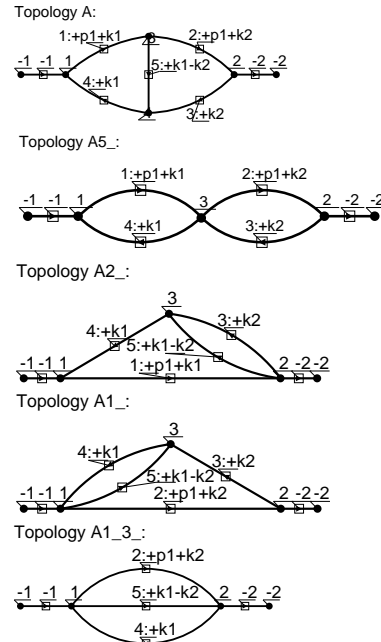 Topology A:
1:+p1+k1 3 2:+p1+k2
-1 -1 1 5:+k1-k2 2 -2 -2
4:+k1 3:+k2
Topology A5_:
1:+p1+k1 2:+p1+k2
-1 -1 1 3 2 -2 -2
4:+k1 3:+k2
Topology A2_:
3
4:+k1 3:+k2
5:+k1-k2
-1 -1 1 1:+p1+k1 2 -2 -2
Topology A1_:
3
4:+k1 3:+k2
5:+k1-k2
-1 -1 1 2:+p1+k2 2 -2 -2
Topology A1_3_:
2:+p1+k2
-1 -1 1 5:+k1-k2 2 -2 -2
4:+k1